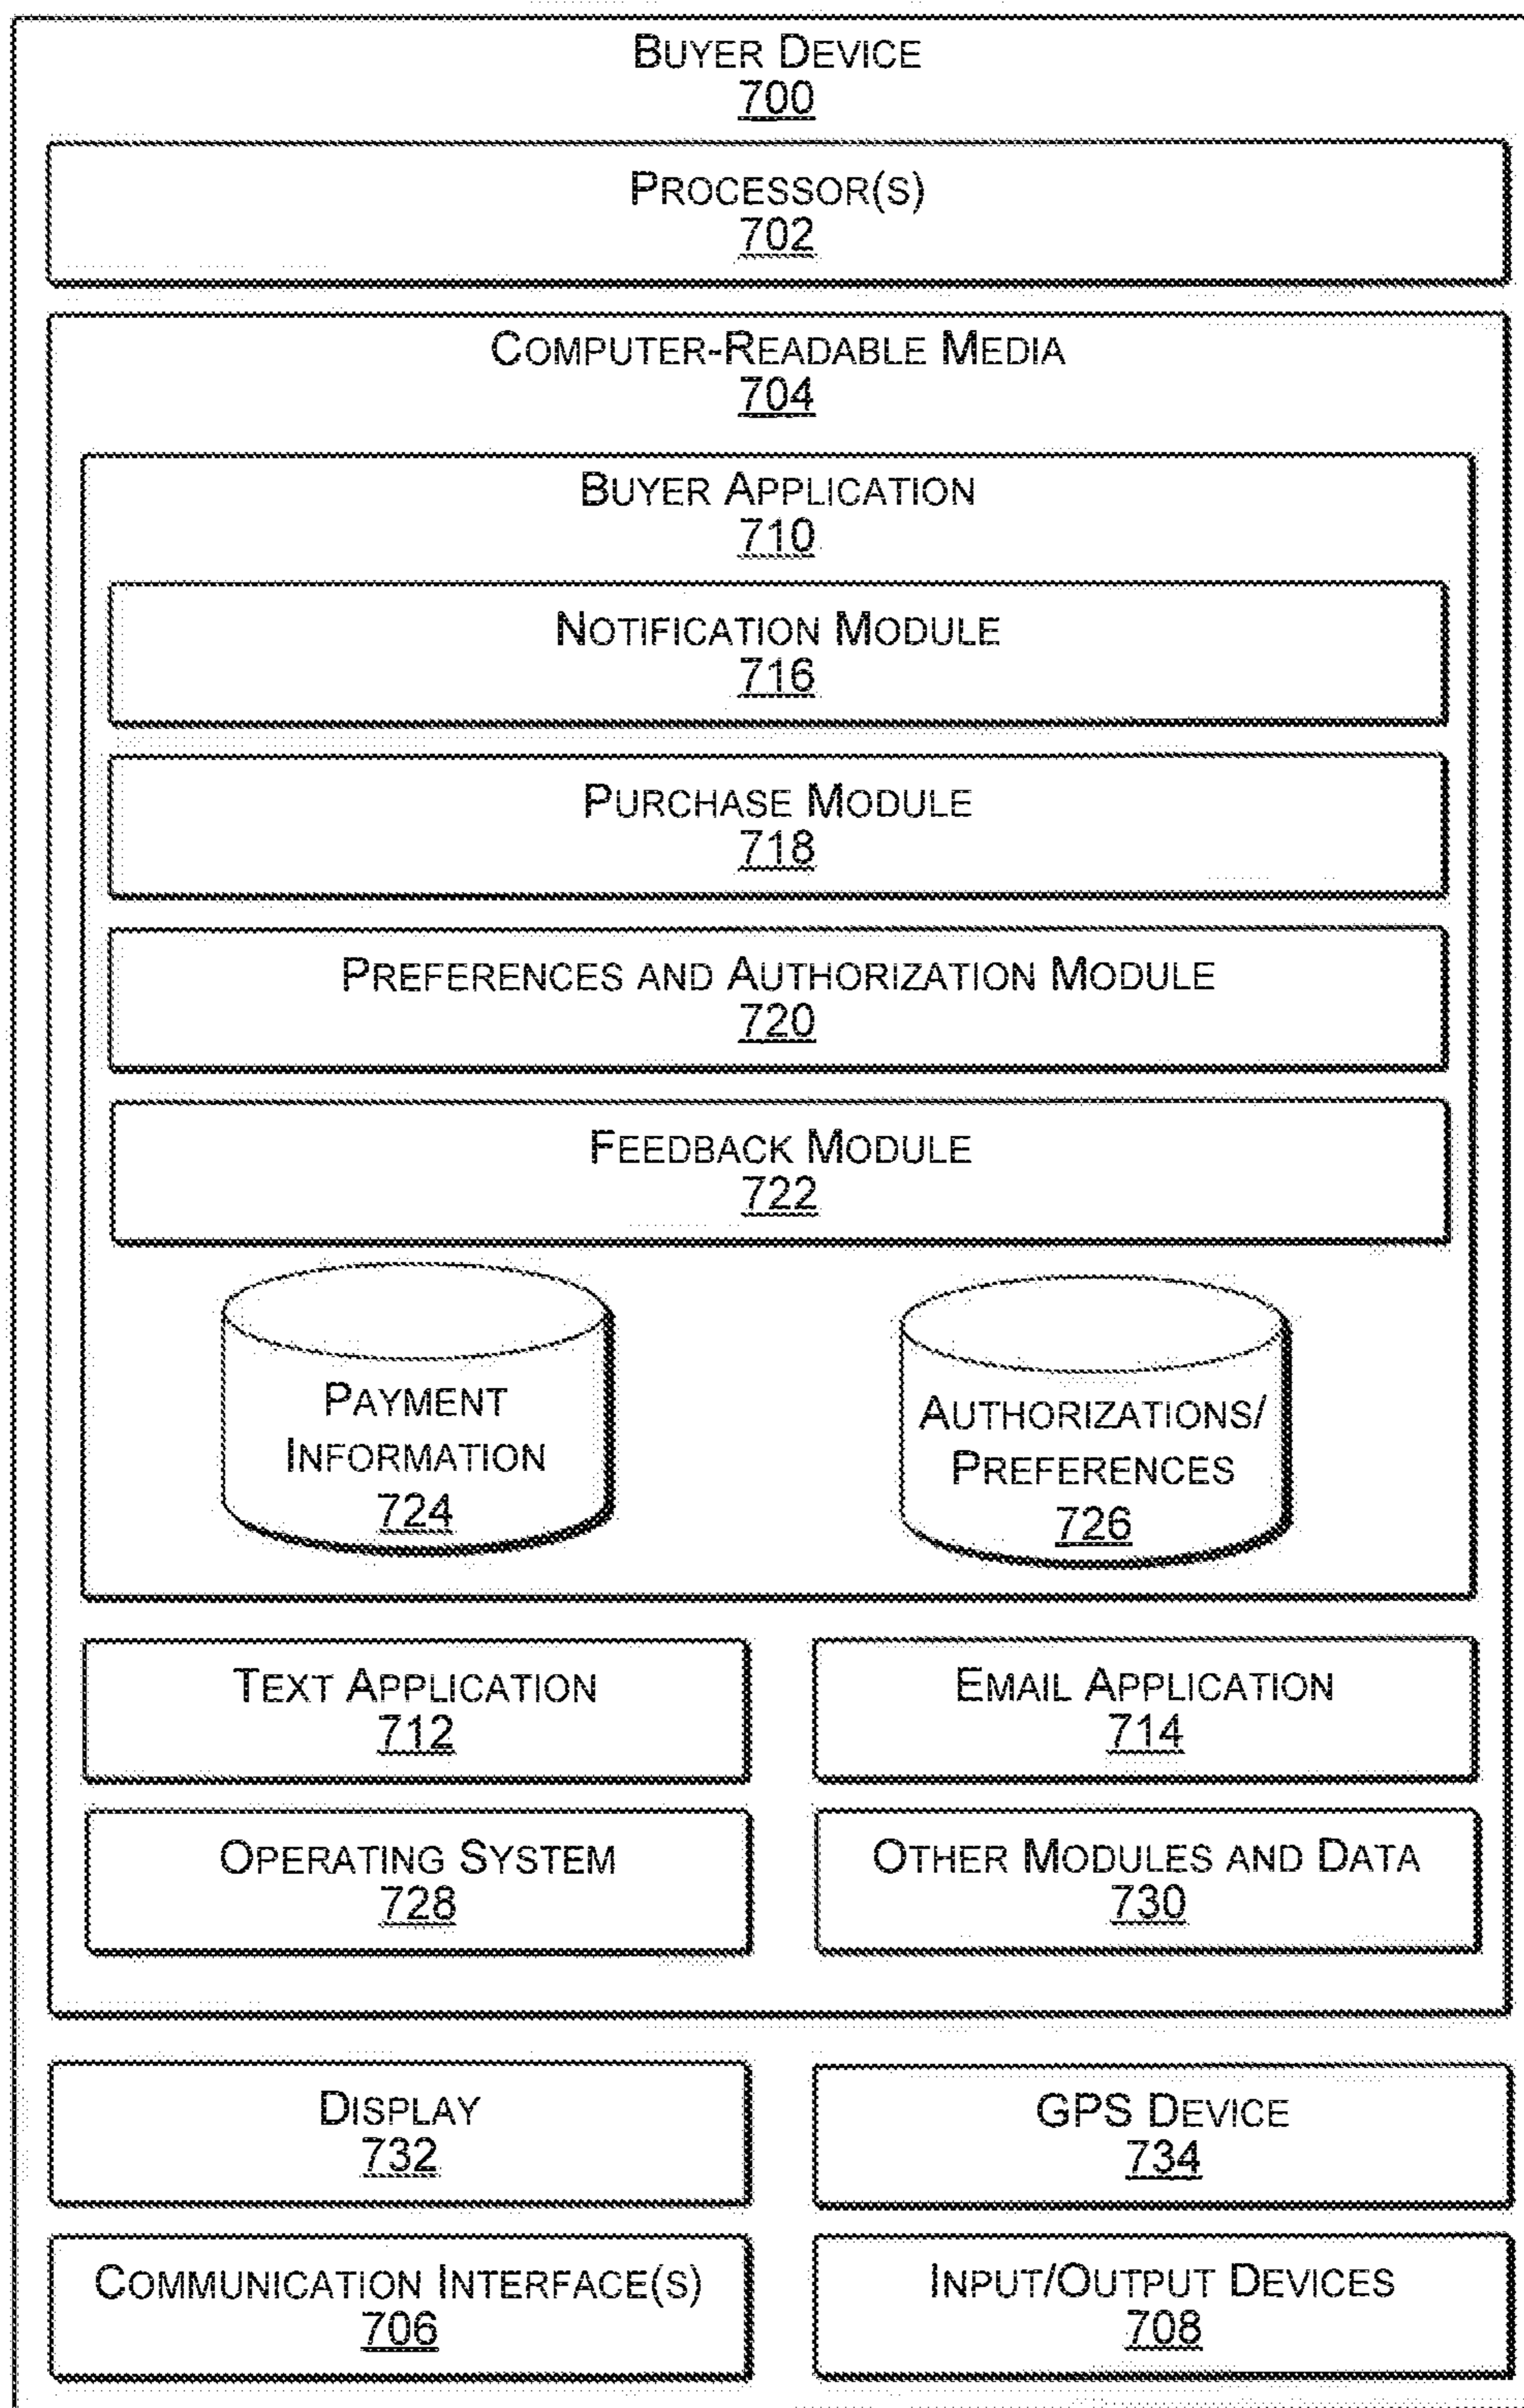 BUYER DEVICE
700
PROCESSOR(S)
702
COMPUTER-READABLE MEDIA
704
BUYER APPLICATION
710
NOTIFICATION MODULE
716
PURCHASE MODULE
718
PREFERENCES AND AUTHORIZATION MODULE
720
FEEDBACK MODULE
722
PAYMENT
INFORMATION
724
AUTHORIZATIONS/
PREFERENCES
726
TEXT APPLICATION
712
EMAIL APPLICATION
714
OPERATING SYSTEM
728
OTHER MODULES AND DATA
730
DISPLAY
732
GPS DEVICE
734
COMMUNICATION INTERFACE(S)
706
INPUT/OUTPUT DEVICES
708